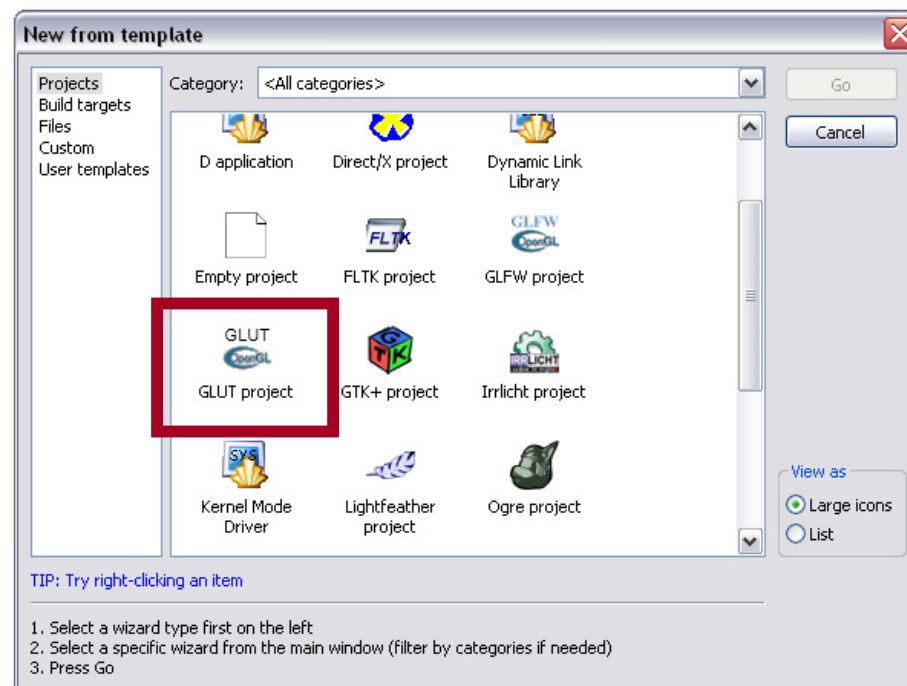 New from template
Projects
Build targets
Files
Custom
User templates
Category: <All categories>
Go
Cancel
D application
Direct/X project
Dynamic Link
Library
Empty project
FLTK
FLTK project
GLFW
OpenGL
GLFW project
GLUT
OpenGL
GLUT project
GTK
GTK+ project
IRRLICHT
Irrlicht project
SYS
Kernel Mode
Driver
Lightfeather
project
Ogre project
View as
Large icons
List
TIP: Try right-clicking an item
1. Select a wizard type first on the left
2. Select a specific wizard from the main window (filter by categories if needed)
3. Press Go